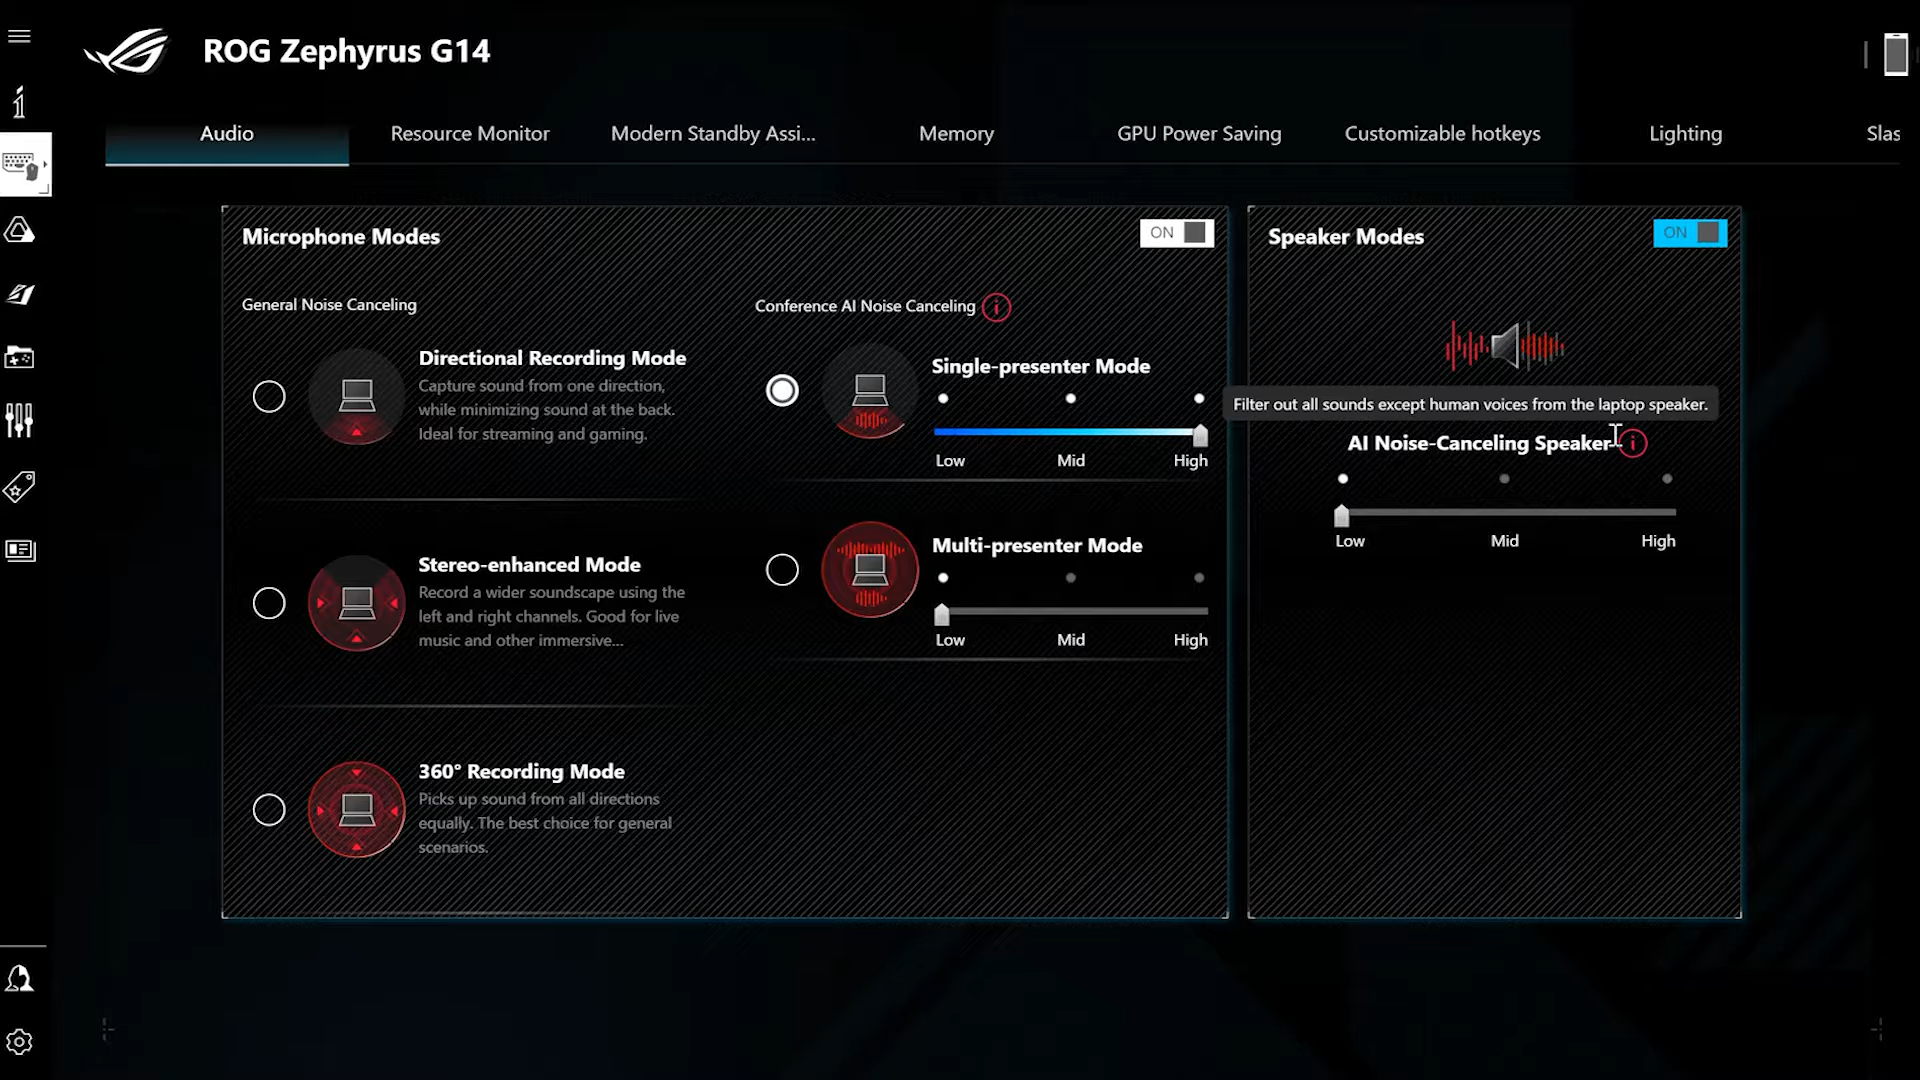 ROG Zephyrus G14
Audio
Resource Monitor
Modern Standby Assi...
Memory
GPU Power Saving
Customizable hotkeys
Lighting
Slas
Microphone Modes
ON
General Noise Canceling
Directional Recording Mode
Capture sound from one direction,
while minimizing sound at the back.
Ideal for streaming and gaming.
Stereo-enhanced Mode
Record a wider soundscape using the
left and right channels. Good for live
music and other immersive...
360° Recording Mode
Picks up sound from all directions
equally. The best choice for general
scenarios.
Conference AI Noise Canceling
Single-presenter Mode
Low Mid High
Multi-presenter Mode
Low Mid High
Speaker Modes
ON
Filter out all sounds except human voices from the laptop speaker.
AI Noise-Canceling Speaker
Low Mid High